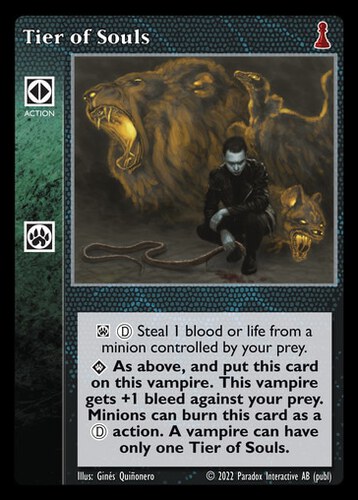 Tier of Souls
ACTION
Ⓓ Steal 1 blood or life from a
minion controlled by your prey.
As above, and put this card
on this vampire. This vampire
gets +1 bleed against your prey.
Minions can burn this card as a
Ⓓ action. A vampire can have
only one Tier of Souls.
Illus: Ginés Quiñonero © 2022 Paradox Interactive AB (publ)